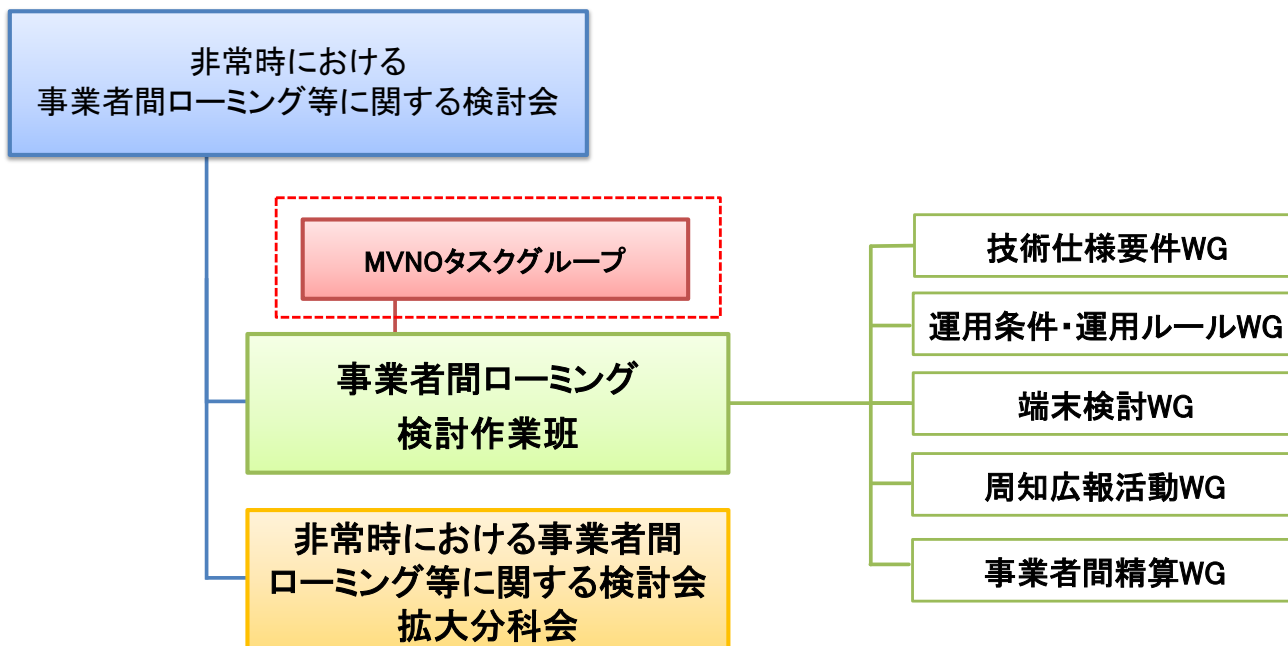 非常時における
事業者間ローミング等に関する検討会
MVNOタスクグループ
事業者間ローミング
検討作業班
非常時における事業者間
ローミング等に関する検討会
拡大分科会
技術仕様要件WG
運用条件・運用ルールWG
端末検討WG
周知広報活動WG
事業者間精算WG